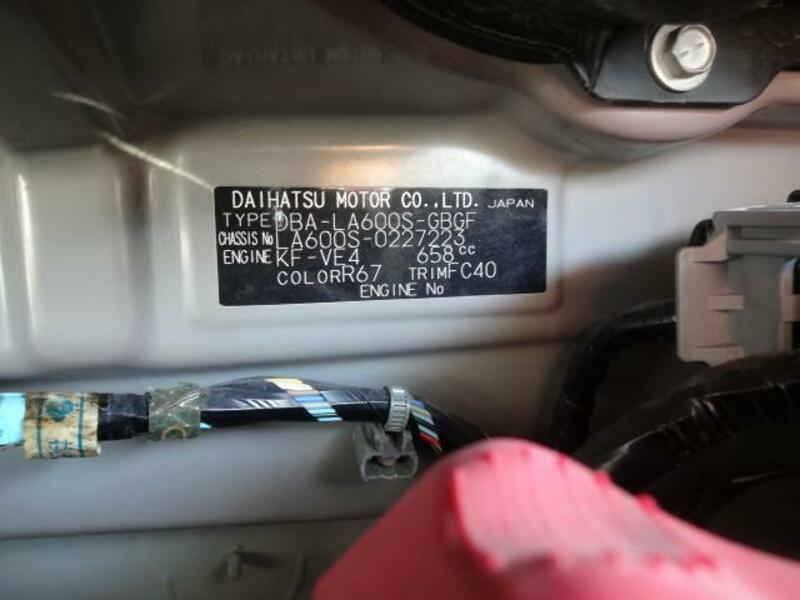 DAIHATSU MOTOR CO.,LTD. JAPAN
TYPE DBA-LA600S-GBGF
CHASSIS No LA600S-0227223
ENGINE KF-VE4 658cc
COLOR R67 TRIM FC40
ENGINE No